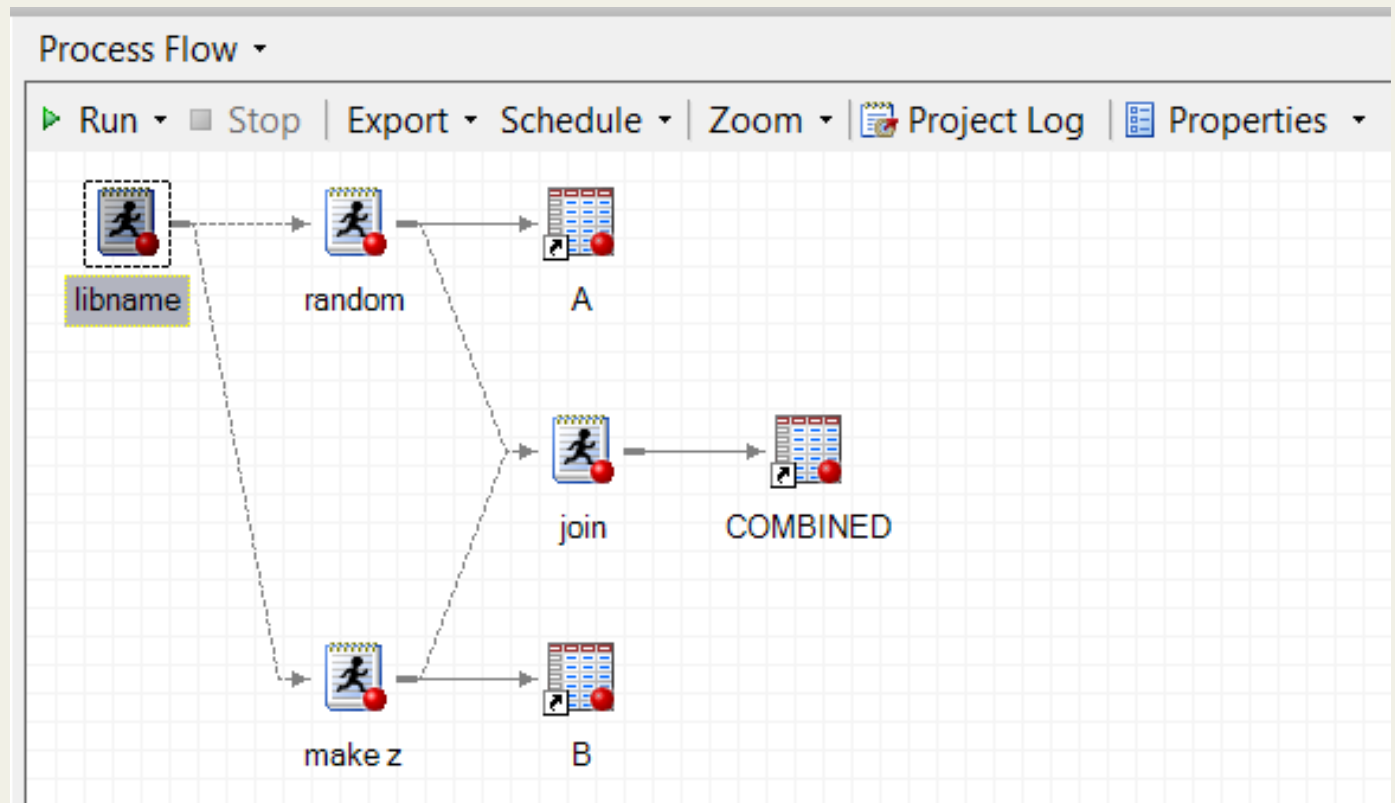 Process Flow
Run Stop Export Schedule Zoom Project Log Properties
libname random A
join COMBINED
make z B